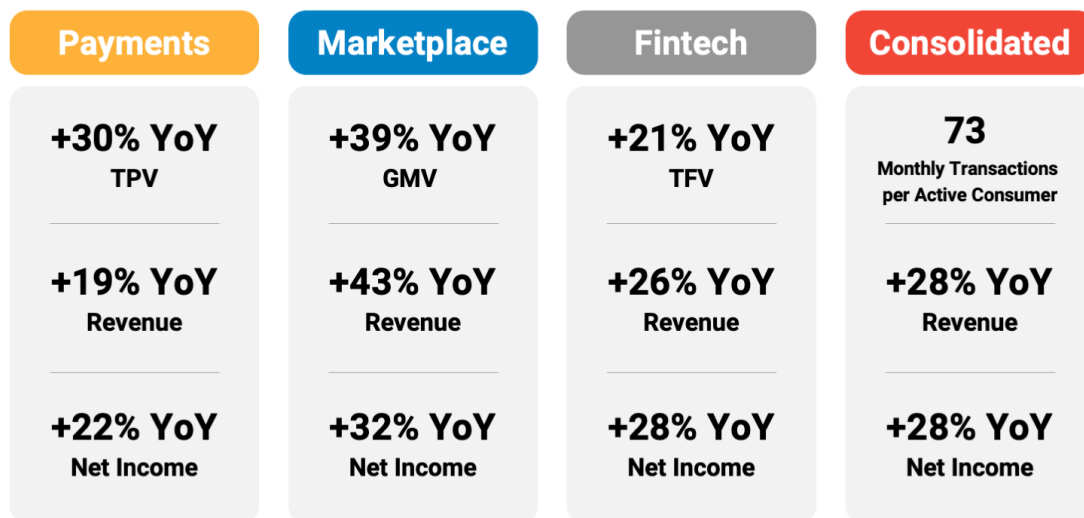 Payments
+30% YoY
TPV
+19% YoY
Revenue
+22% YoY
Net Income
Marketplace
+39% YoY
GMV
+43% YoY
Revenue
+32% YoY
Net Income
Fintech
+21% YoY
TFV
+26% YoY
Revenue
+28% YoY
Net Income
Consolidated
73
Monthly Transactions
per Active Consumer
+28% YoY
Revenue
+28% YoY
Net Income